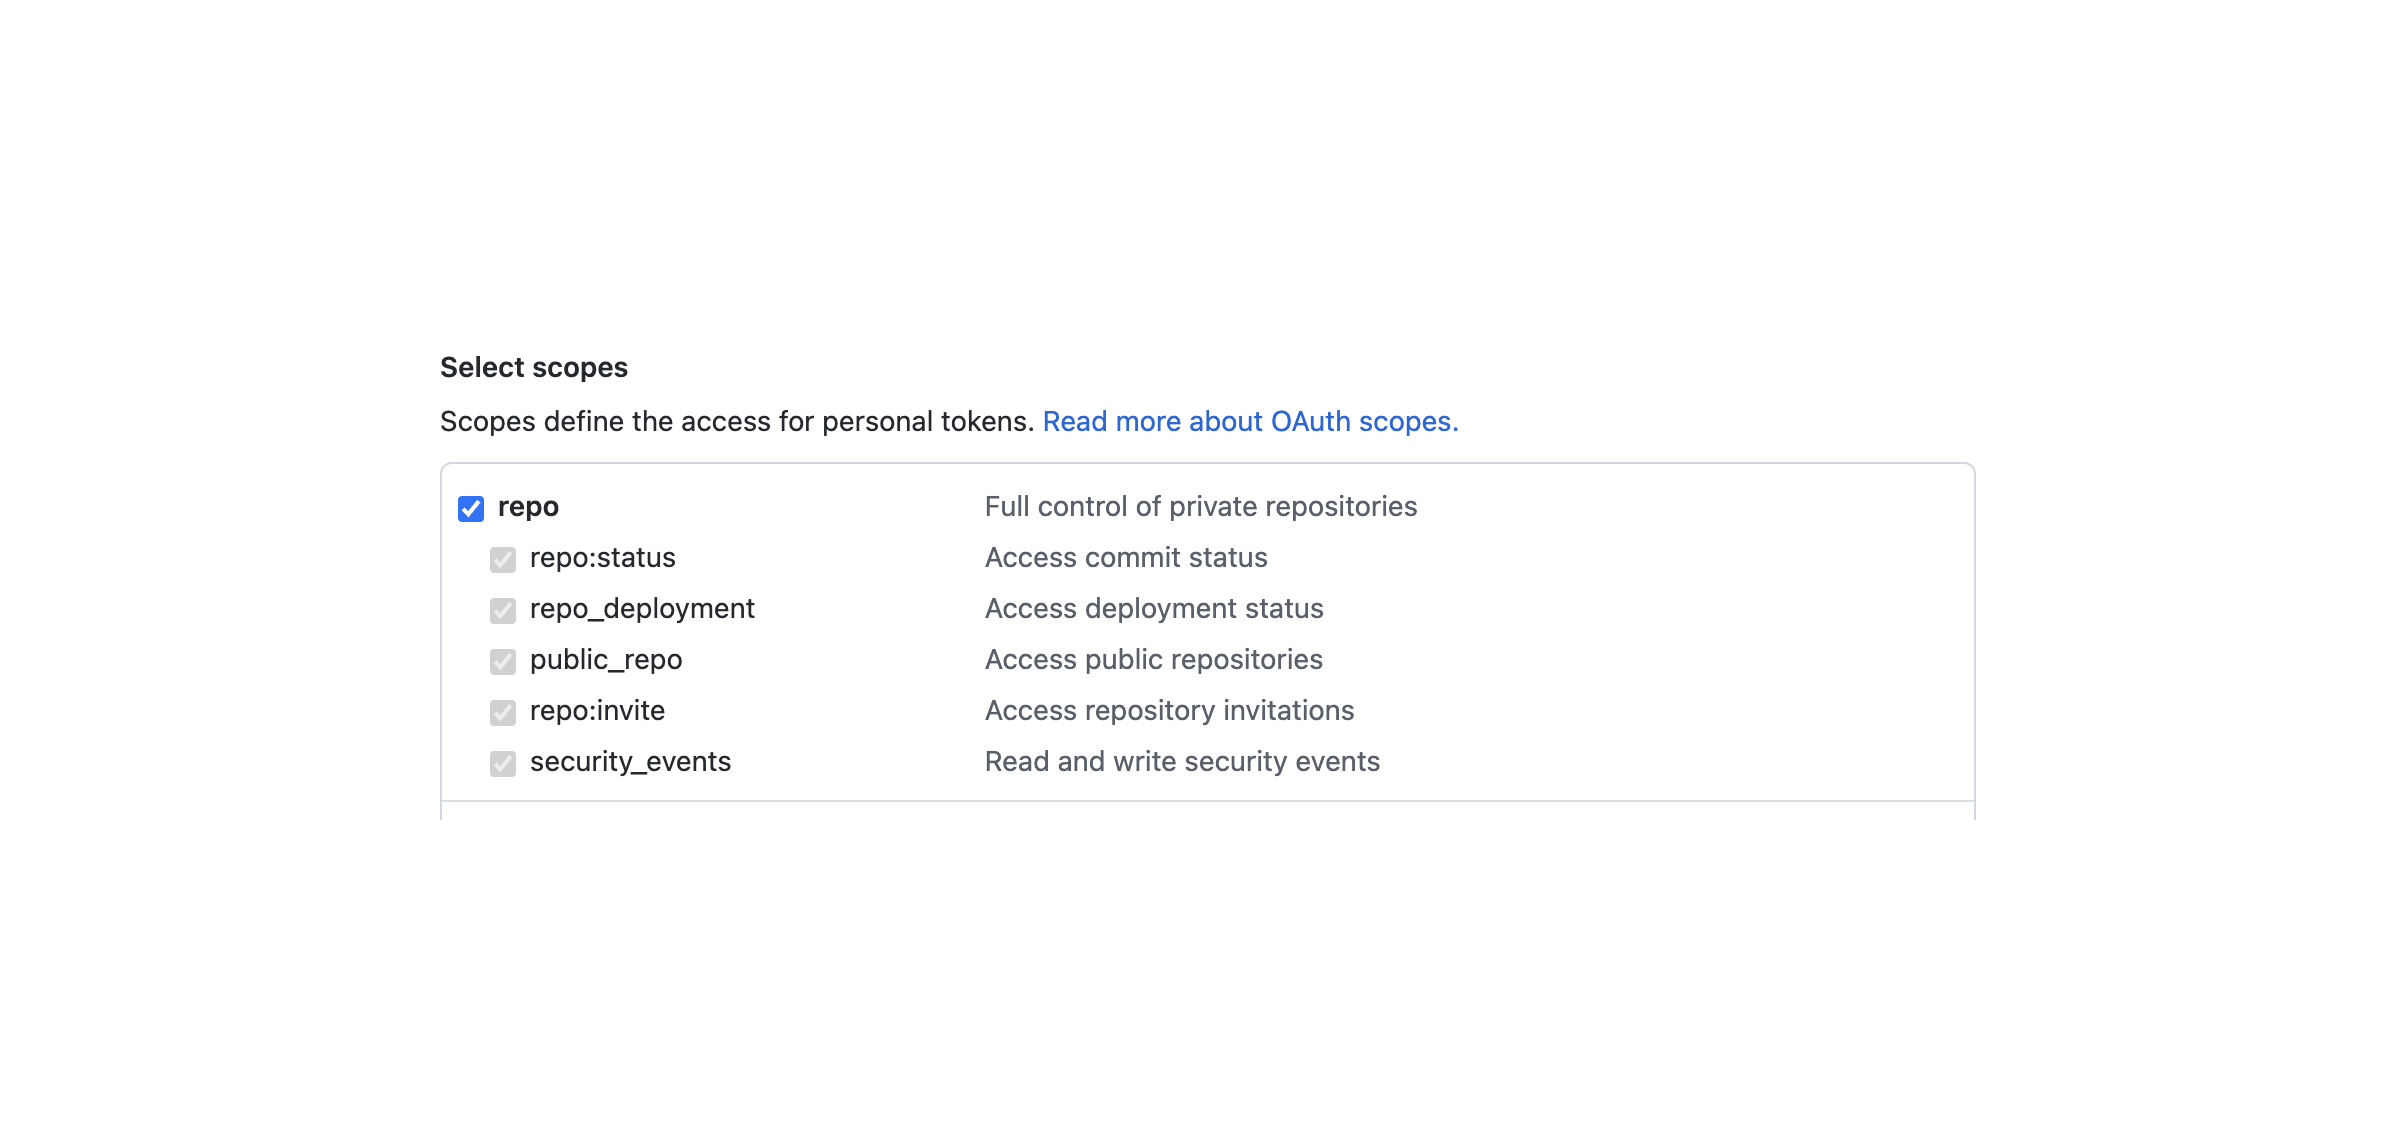 Select scopes
Scopes define the access for personal tokens. Read more about OAuth scopes.
repo Full control of private repositories
repo:status Access commit status
repo_deployment Access deployment status
public_repo Access public repositories
repo:invite Access repository invitations
security_events Read and write security events